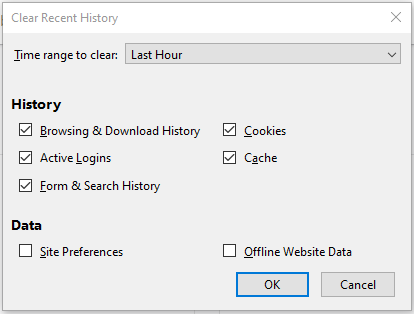 Clear Recent History
Time range to clear: Last Hour
History
Browsing & Download History
Cookies
Active Logins
Cache
Form & Search History
Data
Site Preferences
Offline Website Data
OK
Cancel